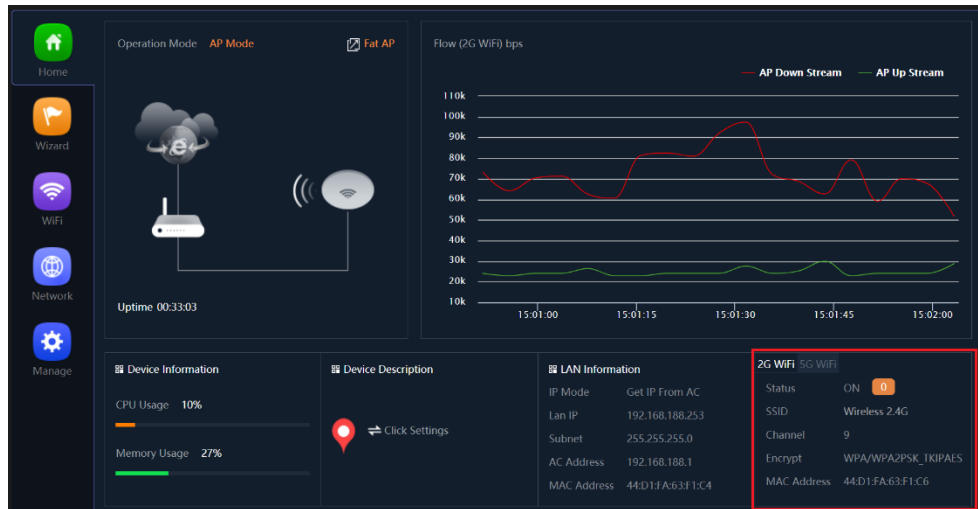 Home
Wizard
WiFi
Network
Manage
Operation Mode AP Mode Fat AP
Uptime 00:33:03
Flow (2G WiFi) bps
AP Down Stream AP Up Stream
110k
100k
90k
80k
70k
60k
50k
40k
30k
20k
10k
15:01:00 15:01:15 15:01:30 15:01:45 15:02:00
Device Information
CPU Usage 10%
Memory Usage 27%
Device Description
Click Settings
LAN Information
IP Mode Get IP From AC
Lan IP 192.168.188.253
Subnet 255.255.255.0
AC Address 192.168.188.1
MAC Address 44:D1:FA:63:F1:C4
2G WiFi 5G WiFi
Status ON 0
SSID Wireless 2.4G
Channel 9
Encrypt WPA/WPA2PSK_TKIPAES
MAC Address 44:D1:FA:63:F1:C6